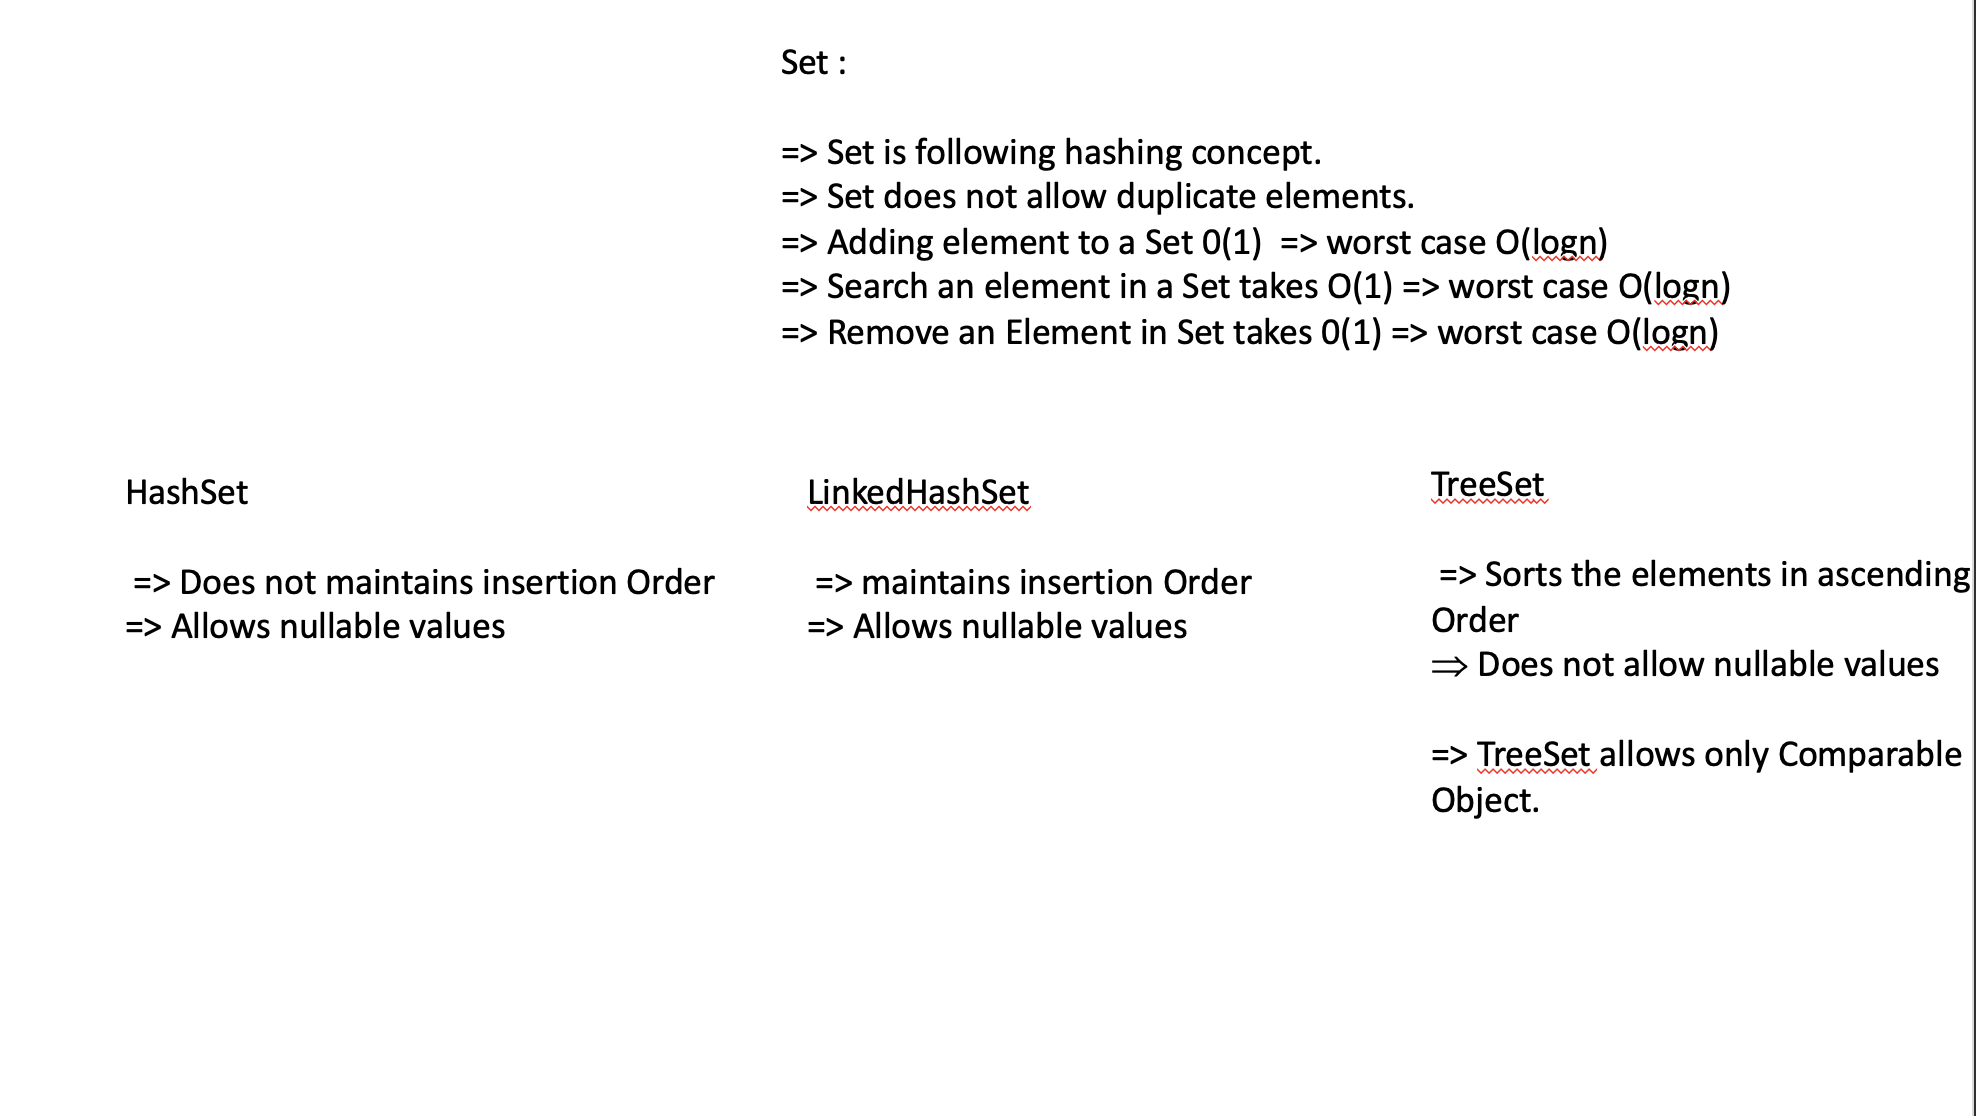 Set :
=> Set is following hashing concept.
=> Set does not allow duplicate elements.
=> Adding element to a Set 0(1)  => worst case O(logn)
=> Search an element in a Set takes O(1) => worst case O(logn)
=> Remove an Element in Set takes 0(1) => worst case O(logn)
HashSet
=> Does not maintains insertion Order
=> Allows nullable values
LinkedHashSet
=> maintains insertion Order
=> Allows nullable values
TreeSet
=> Sorts the elements in ascending
Order
⇒ Does not allow nullable values
=> TreeSet allows only Comparable
Object.